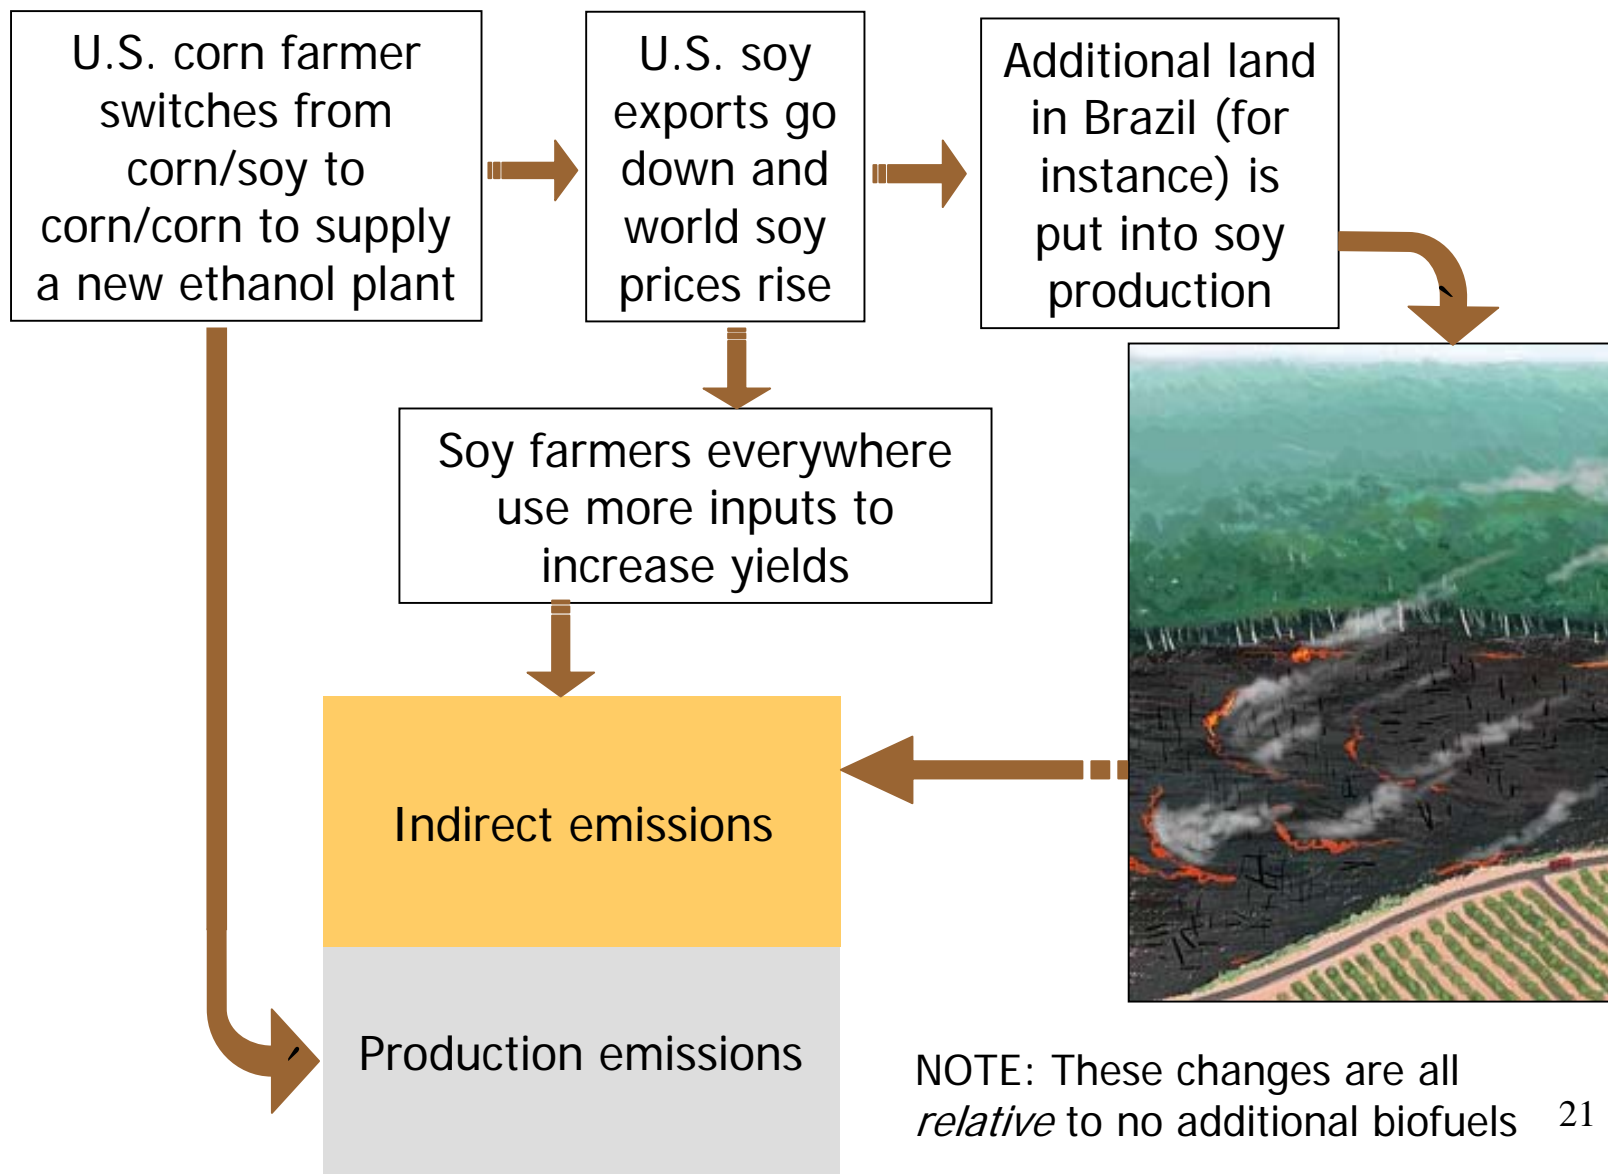 U.S. corn farmer
switches from
corn/soy to
corn/corn to supply
a new ethanol plant
U.S. soy
exports go
down and
world soy
prices rise
Additional land
in Brazil (for
instance) is
put into soy
production
Soy farmers everywhere
use more inputs to
increase yields
Indirect emissions
Production emissions
NOTE: These changes are all
relative to no additional biofuels
21